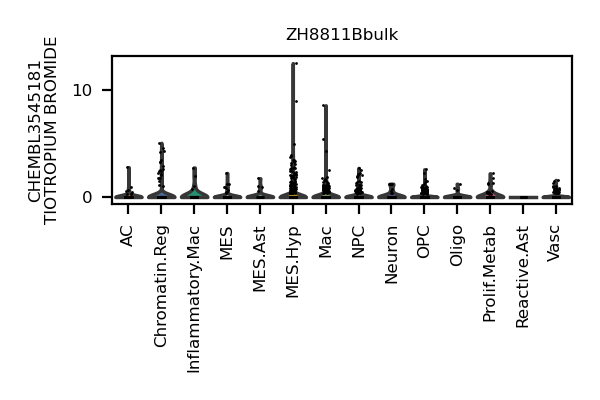 ZH8811Bbulk
CHEMBL3545181
TIOTROPIUM BROMIDE
10
0
AC
Chromatin.Reg
Inflammatory.Mac
MES
MES.Ast
MES.Hyp
Mac
NPC
Neuron
OPC
Oligo
Prolif.Metab
Reactive.Ast
Vasc